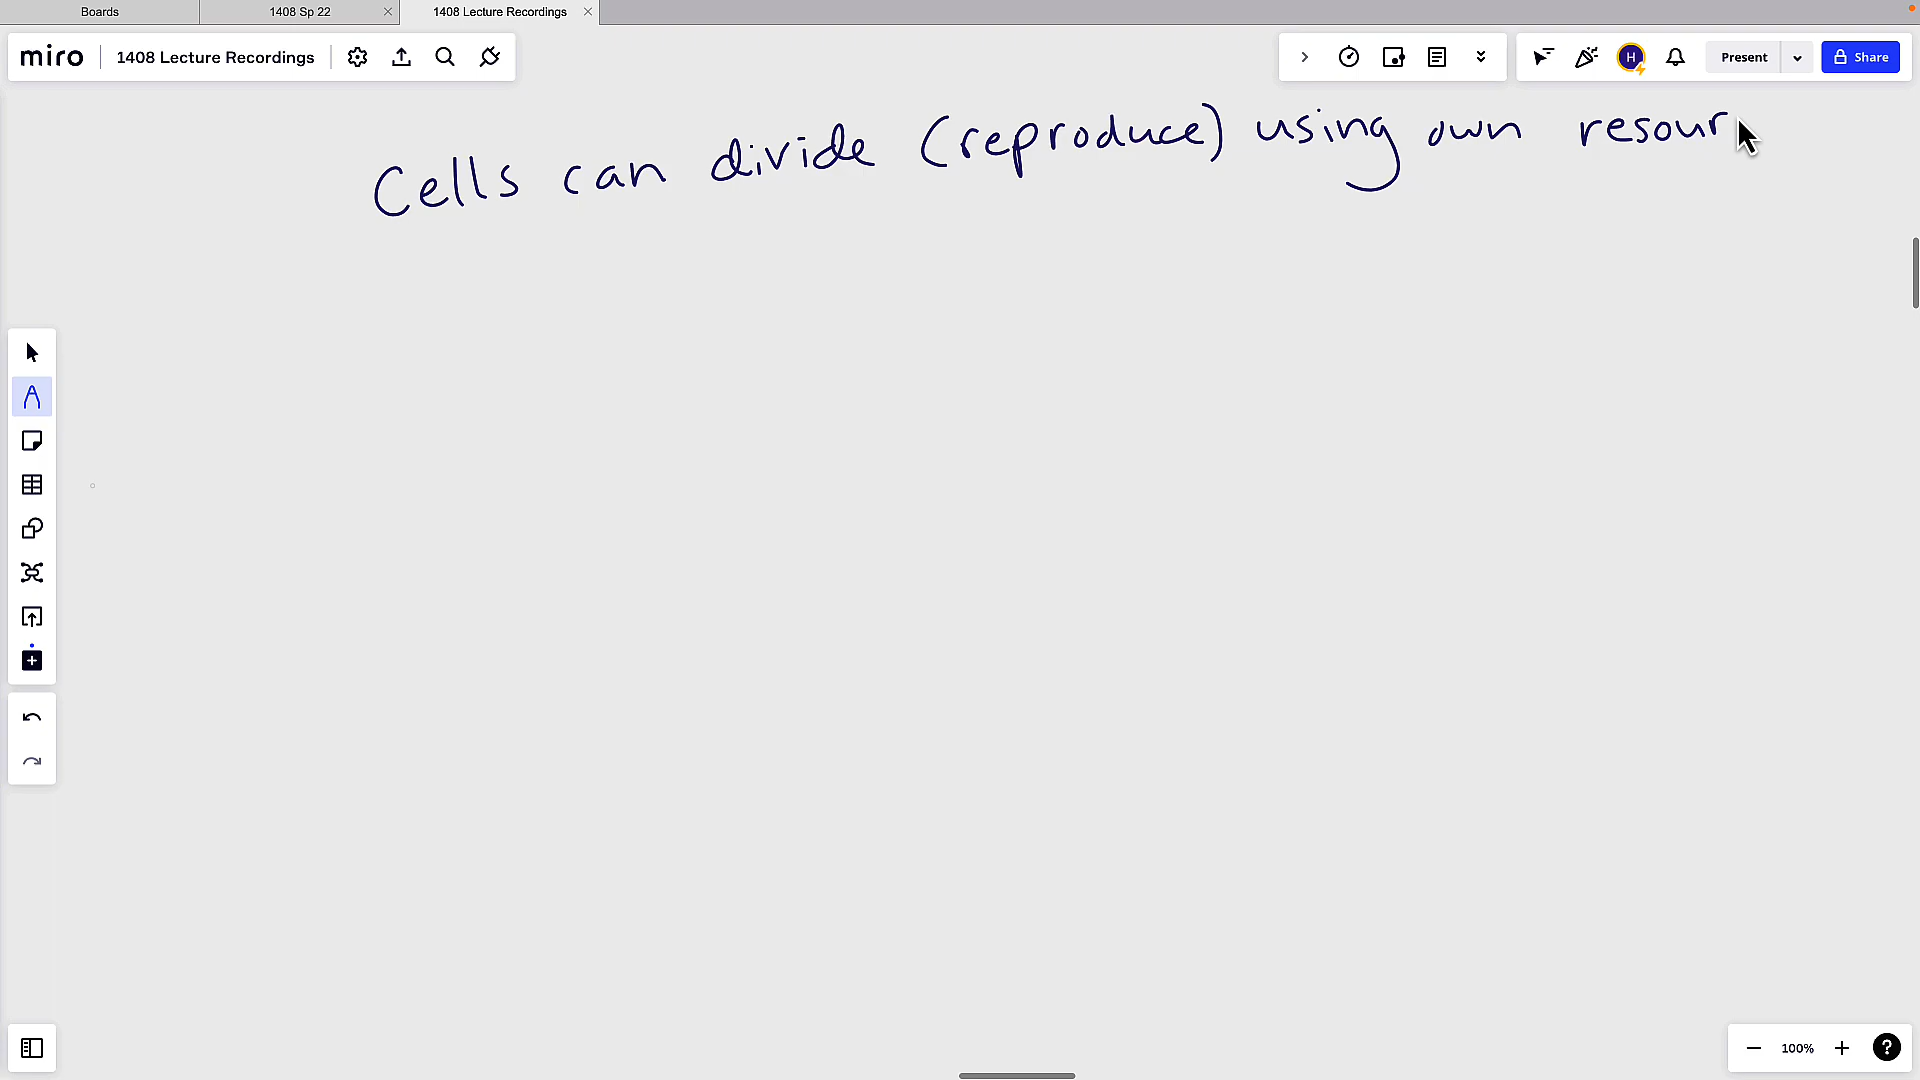 Boards 1408 Sp 22 1408 Lecture Recordings
miro 1408 Lecture Recordings H Present Share
Cells can divide (reproduce) using own resour
100% ?